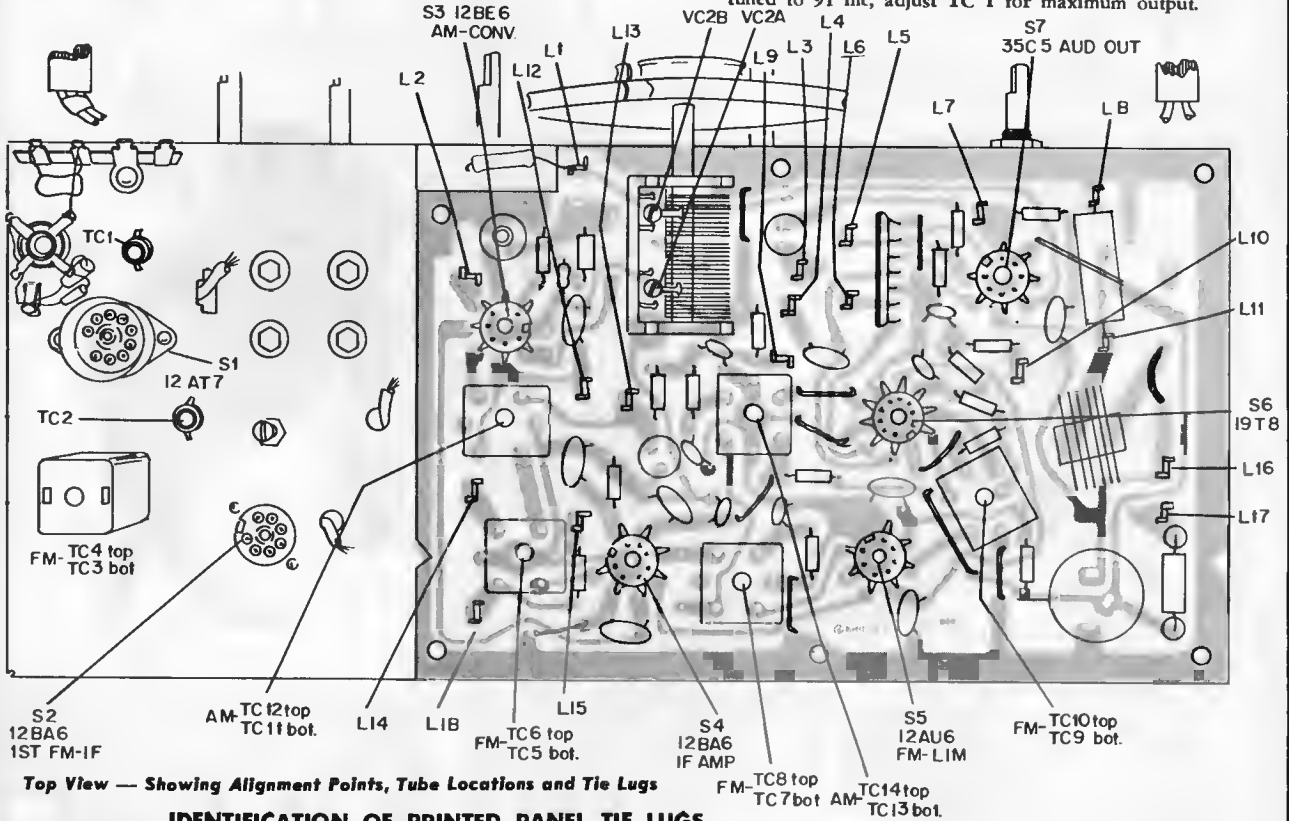 tuned to 91 mc, adjust TC 1 for maximum output.
S3 12BE6
AM-CONV.
L13
VC2B
VC2A
L4
S7
35C5 AUD OUT
L2
L12
L1
L9
L3
L6
L5
L7
L8
TC1
L10
L11
S1
12 AT7
TC2
S6
19T8
L16
L17
FM-TC4 top
TC3 bot
S2
12BA6
1ST FM-IF
AM-TC12 top
TC11 bot.
L14
L18
FM-TC6 top
TC5 bot.
L15
S4
12BA6
IF AMP
FM-TC8 top
TC7 bot
AM-TC14 top
TC13 bot.
S5
12AU6
FM-LIM
FM-TC10 top
TC9 bot.
Top View — Showing Alignment Points, Tube Locations and Tie Lugs
IDENTIFICATION OF PRINTED PANEL TIE LUGS